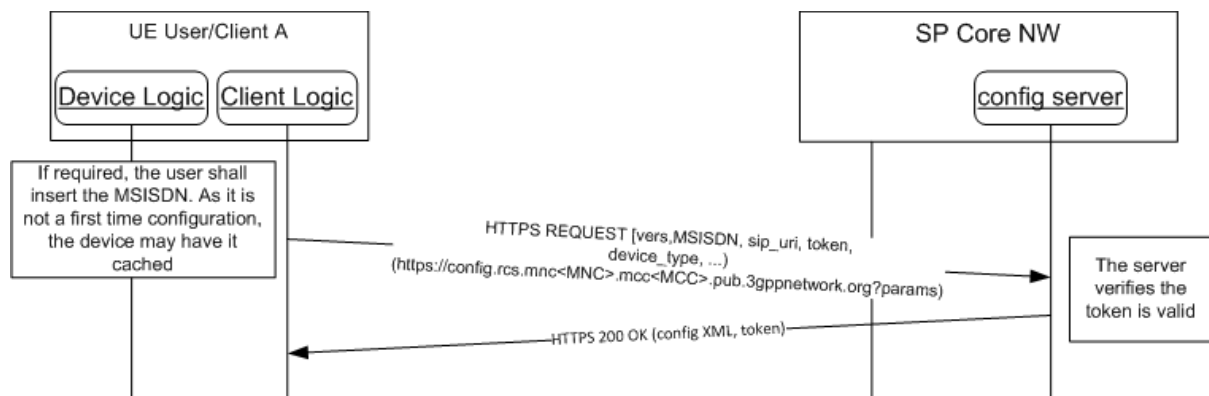 UE User/Client A
SP Core NW
Device Logic
Client Logic
config server
If required, the user shall
insert the MSISDN. As it is
not a first time configuration,
the device may have it
cached
HTTPS REQUEST [vers,MSISDN, sip_uri, token,
device_type, ...)
(https://config.rcs.mnc<MNC>.mcc<MCC>.pub.3gppnetwork.org?params)
The server
verifies the
token is valid
HTTPS 200 OK (config XML, token)